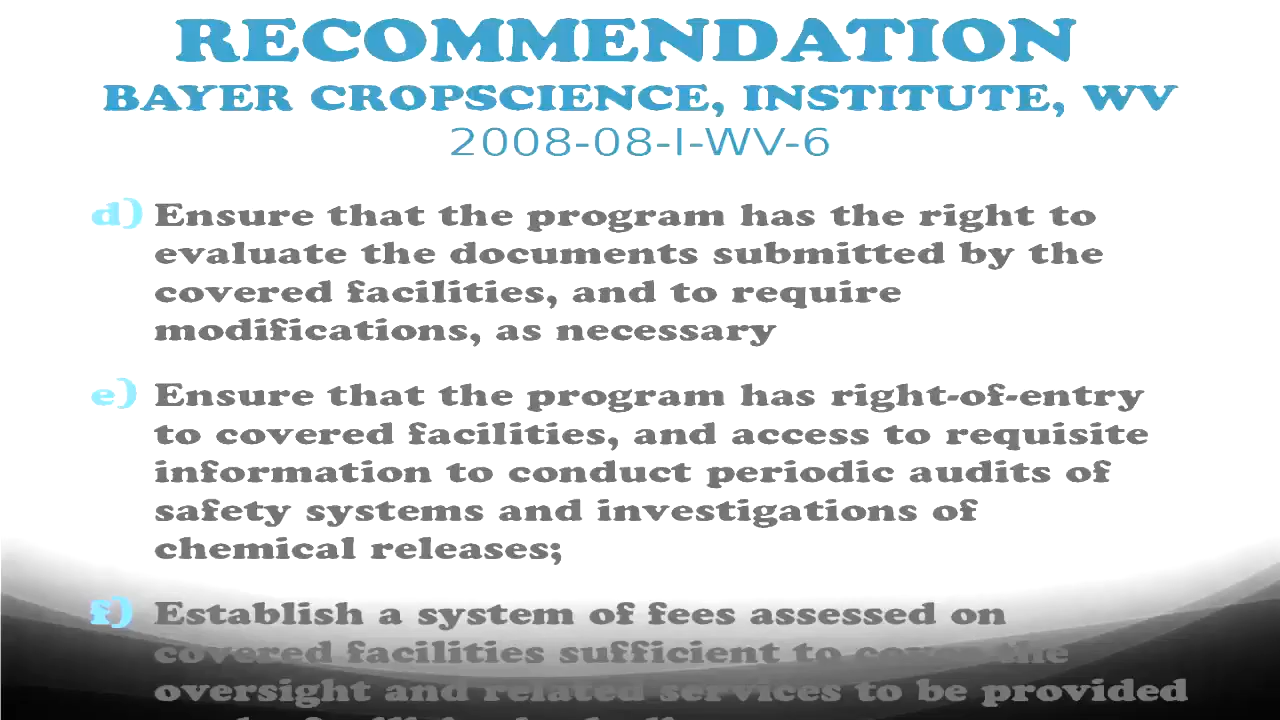 RECOMMENDATION
BAYER CROPSCIENCE, INSTITUTE, WV
2008-08-I-WV-6
d) Ensure that the program has the right to
evaluate the documents submitted by the
covered facilities, and to require
modifications, as necessary
e) Ensure that the program has right-of-entry
to covered facilities, and access to requisite
information to conduct periodic audits of
safety systems and investigations of
chemical releases;
f) Establish a system of fees assessed on
covered facilities sufficient to cover the
oversight and related services to be provided